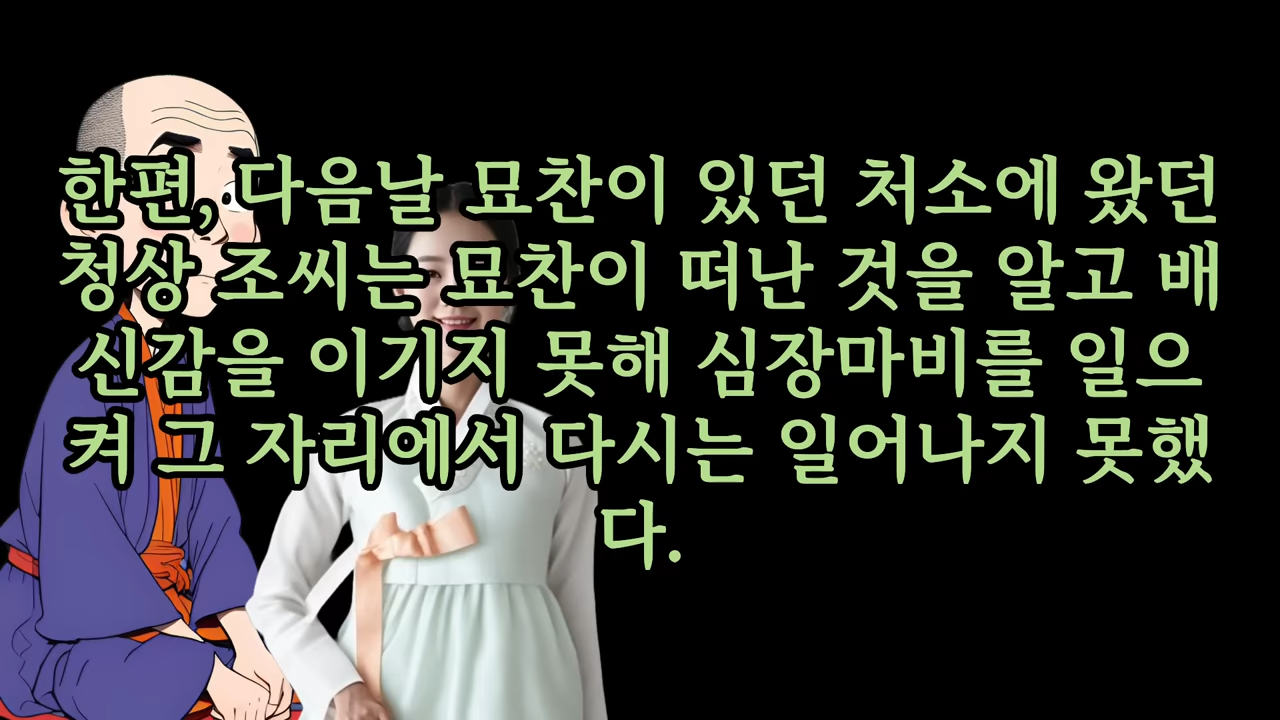 한편, 다음날 묘찬이 있던 처소에 왔던
청상 조씨는 묘찬이 떠난 것을 알고 배
신감을 이기지 못해 심장마비를 일으
켜 그 자리에서 다시는 일어나지 못했
다.